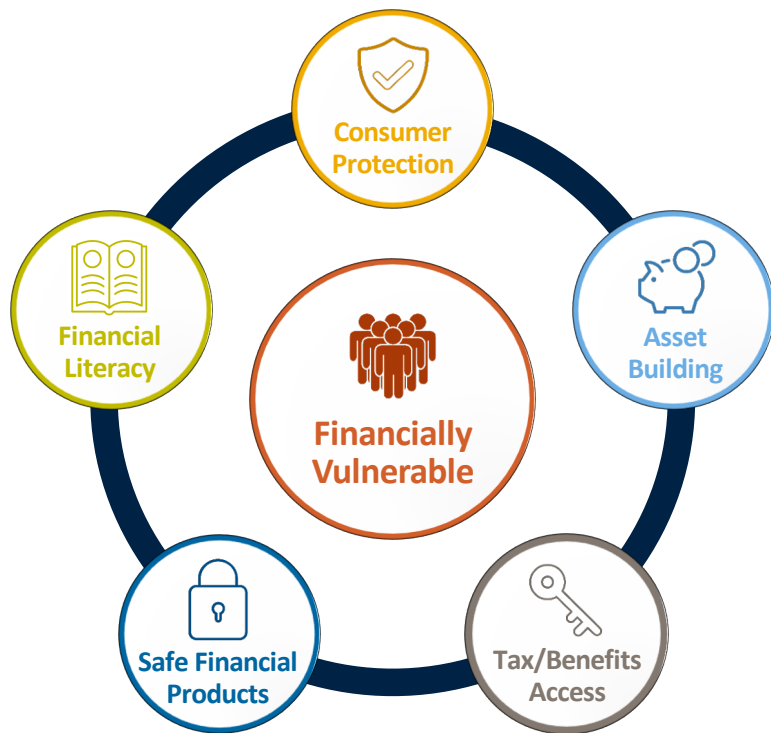 Consumer
Protection
Financial
Literacy
Asset
Building
Financially
Vulnerable
Safe Financial
Products
Tax/Benefits
Access